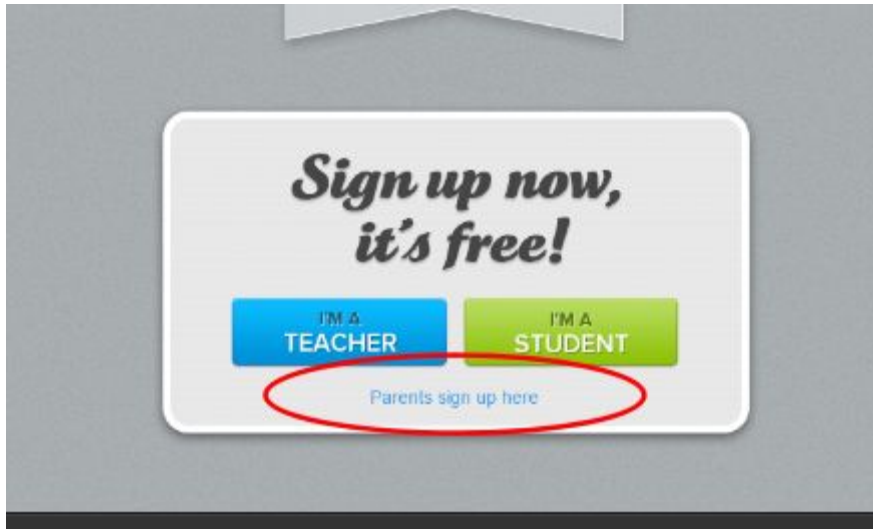 Sign up now,
it's free!
I'M A
TEACHER
I'M A
STUDENT
Parents sign up here